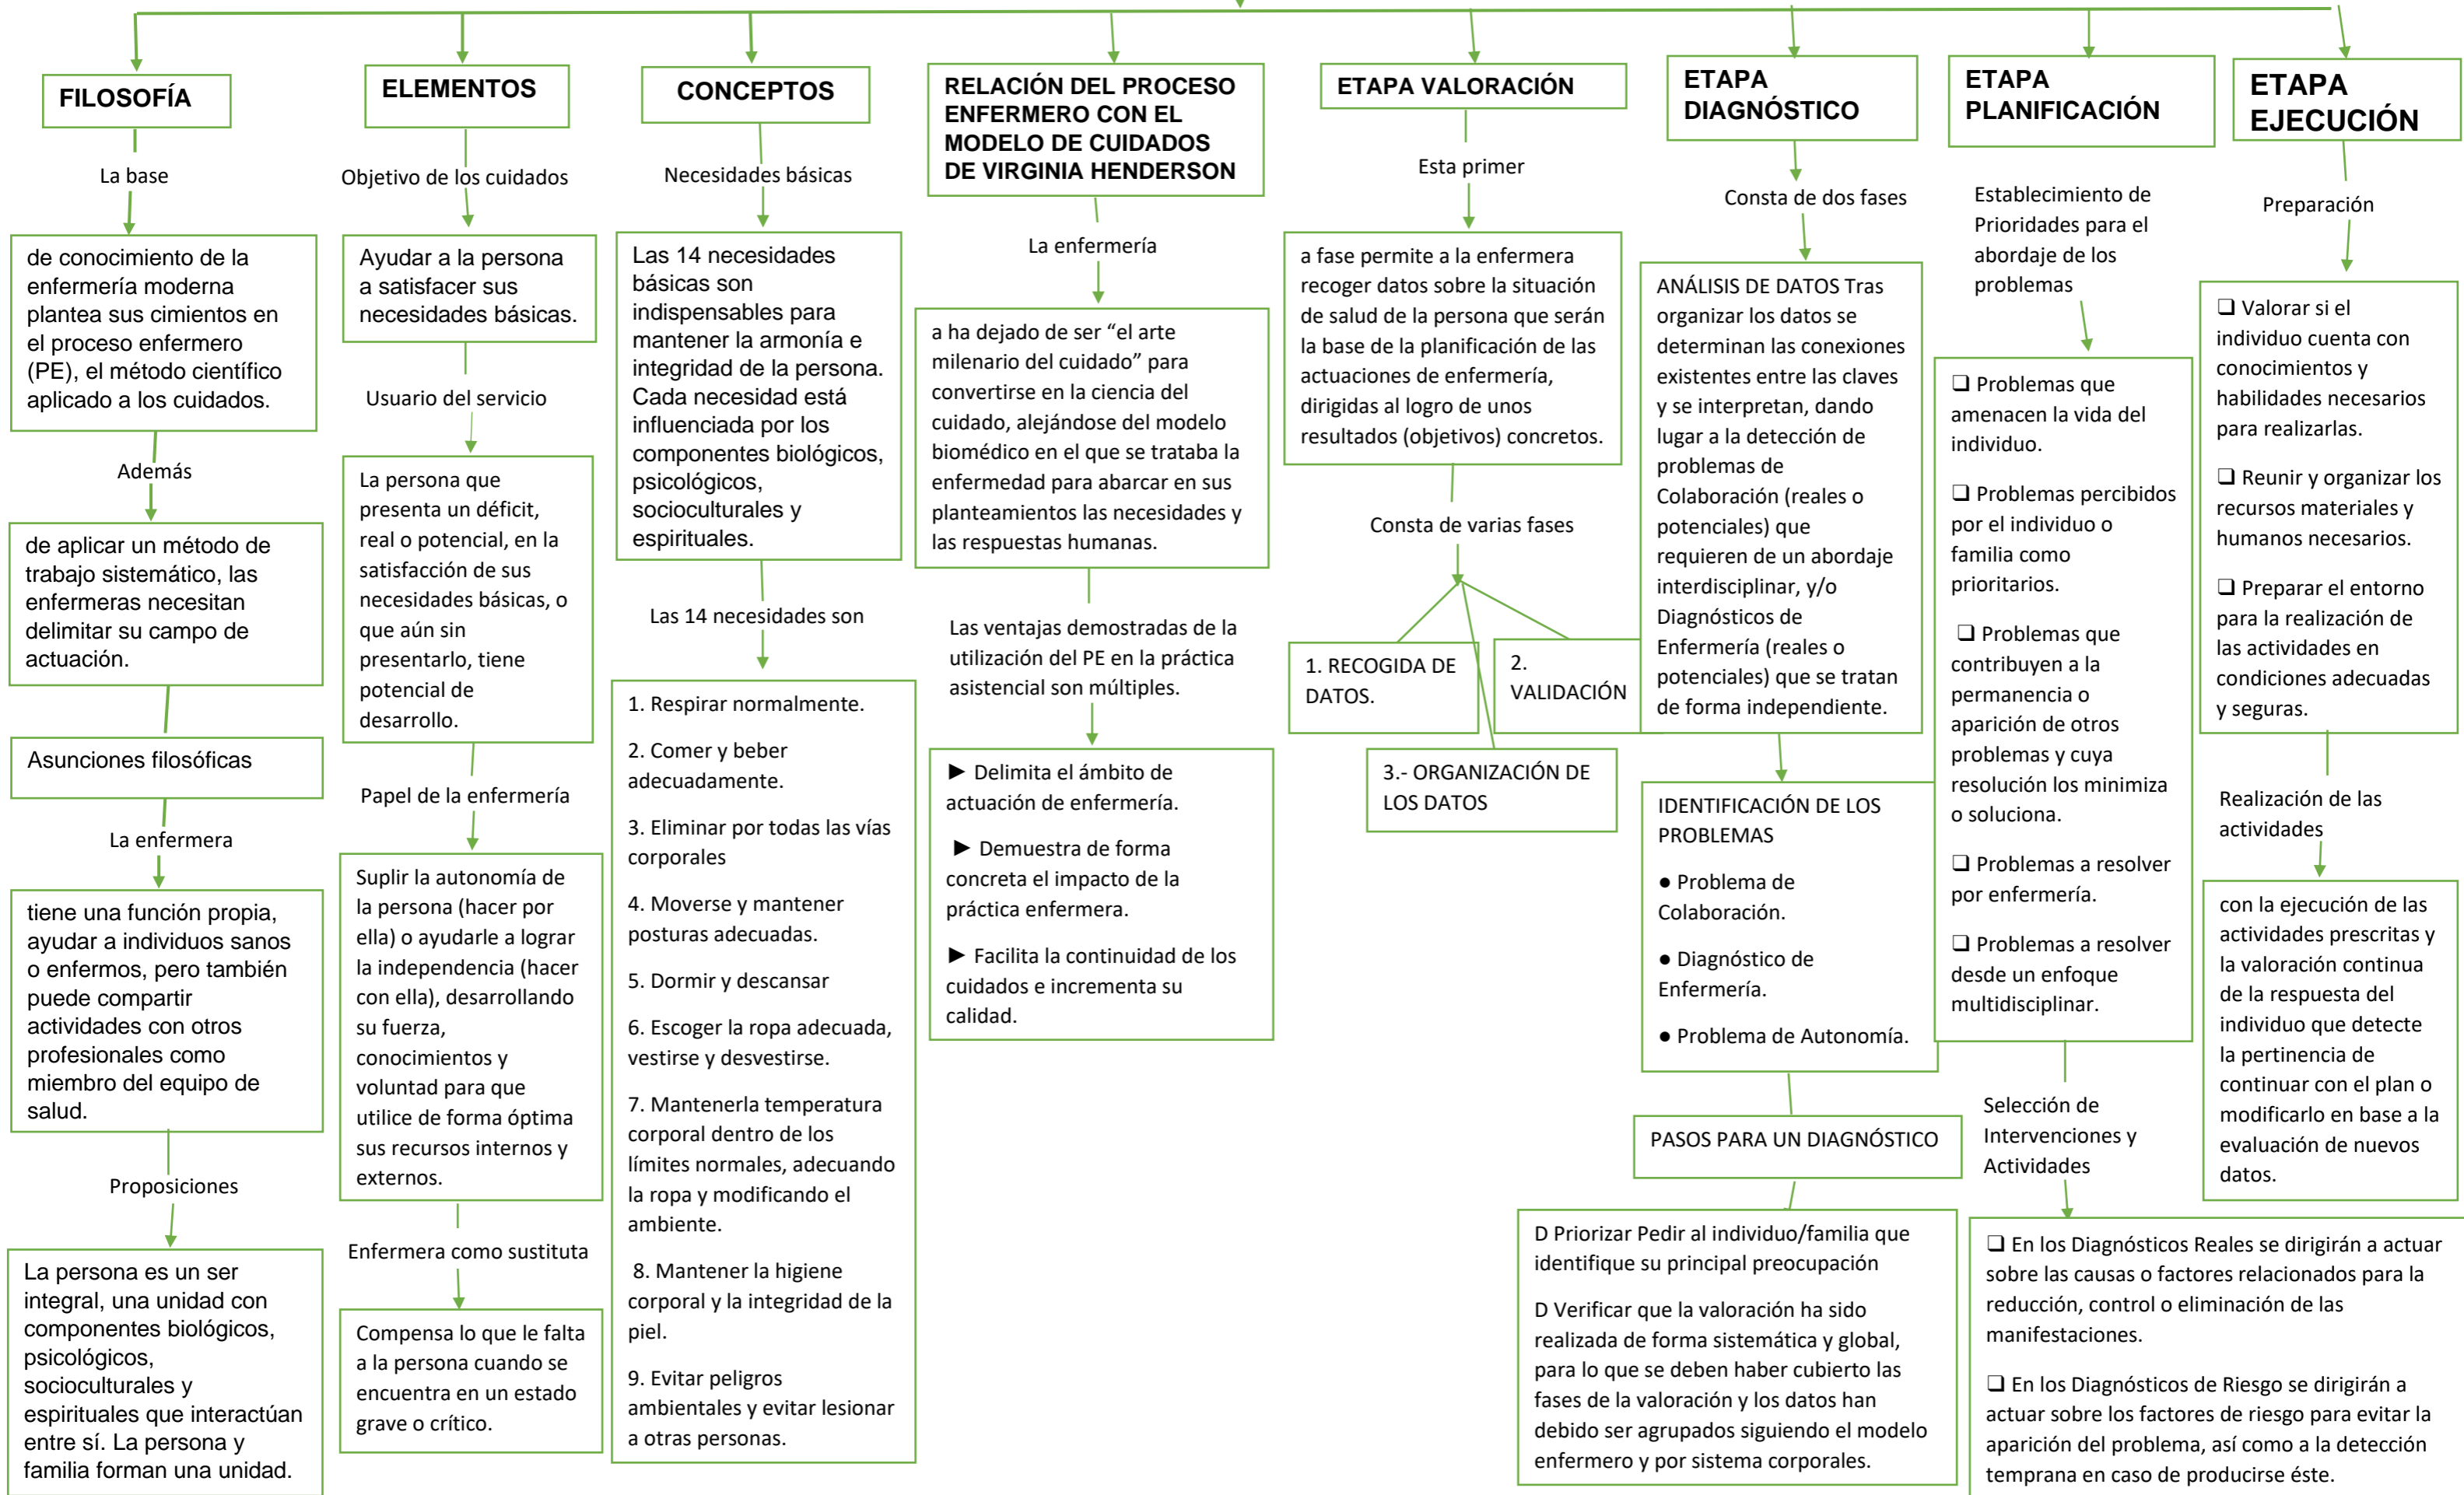 FILOSOFÍA
La base
de conocimiento de la
enfermería moderna
plantea sus cimientos en
el proceso enfermero
(PE), el método científico
aplicado a los cuidados.
Además
de aplicar un método de
trabajo sistemático, las
enfermeras necesitan
delimitar su campo de
actuación.
Asunciones filosóficas
La enfermera
tiene una función propia,
ayudar a individuos sanos
o enfermos, pero también
puede compartir
actividades con otros
profesionales como
miembro del equipo de
salud.
Proposiciones
La persona es un ser
integral, una unidad con
componentes biológicos,
psicológicos,
socioculturales y
espirituales que interactúan
entre sí. La persona y
familia forman una unidad.
ELEMENTOS
Objetivo de los cuidados
Ayudar a la persona
a satisfacer sus
necesidades básicas.
Usuario del servicio
La persona que
presenta un déficit,
real o potencial, en la
satisfacción de sus
necesidades básicas, o
que aún sin
presentarlo, tiene
potencial de
desarrollo.
Papel de la enfermería
Suplir la autonomía de
la persona (hacer por
ella) o ayudarle a lograr
la independencia (hacer
con ella), desarrollando
su fuerza,
conocimientos y
voluntad para que
utilice de forma óptima
sus recursos internos y
externos.
Enfermera como sustituta
Compensa lo que le falta
a la persona cuando se
encuentra en un estado
grave o crítico.
CONCEPTOS
Necesidades básicas
Las 14 necesidades
básicas son
indispensables para
mantener la armonía e
integridad de la persona.
Cada necesidad está
influenciada por los
componentes biológicos,
psicológicos,
socioculturales y
espirituales.
Las 14 necesidades son
1. Respirar normalmente.
2. Comer y beber
adecuadamente.
3. Eliminar por todas las vías
corporales
4. Moverse y mantener
posturas adecuadas.
5. Dormir y descansar
6. Escoger la ropa adecuada,
vestirse y desvestirse.
7. Mantenerla temperatura
corporal dentro de los
límites normales, adecuando
la ropa y modificando el
ambiente.
8. Mantener la higiene
corporal y la integridad de la
piel.
9. Evitar peligros
ambientales y evitar lesionar
a otras personas.
RELACIÓN DEL PROCESO
ENFERMERO CON EL
MODELO DE CUIDADOS
DE VIRGINIA HENDERSON
La enfermería
a ha dejado de ser “el arte
milenario del cuidado” para
convertirse en la ciencia del
cuidado, alejándose del modelo
biomédico en el que se trataba la
enfermedad para abarcar en sus
planteamientos las necesidades y
las respuestas humanas.
Las ventajas demostradas de la
utilización del PE en la práctica
asistencial son múltiples.
► Delimita el ámbito de
actuación de enfermería.
► Demuestra de forma
concreta el impacto de la
práctica enfermera.
► Facilita la continuidad de los
cuidados e incrementa su
calidad.
ETAPA VALORACIÓN
Esta primer
a fase permite a la enfermera
recoger datos sobre la situación
de salud de la persona que serán
la base de la planificación de las
actuaciones de enfermería,
dirigidas al logro de unos
resultados (objetivos) concretos.
Consta de varias fases
1. RECOGIDA DE
DATOS.
2.
VALIDACIÓN
3.- ORGANIZACIÓN DE
LOS DATOS
ETAPA
DIAGNÓSTICO
Consta de dos fases
ANÁLISIS DE DATOS Tras
organizar los datos se
determinan las conexiones
existentes entre las claves
y se interpretan, dando
lugar a la detección de
problemas de
Colaboración (reales o
potenciales) que
requieren de un abordaje
interdisciplinar, y/o
Diagnósticos de
Enfermería (reales o
potenciales) que se tratan
de forma independiente.
IDENTIFICACIÓN DE LOS
PROBLEMAS
● Problema de
Colaboración.
● Diagnóstico de
Enfermería.
● Problema de Autonomía.
PASOS PARA UN DIAGNÓSTICO
D Priorizar Pedir al individuo/familia que
identifique su principal preocupación
D Verificar que la valoración ha sido
realizada de forma sistemática y global,
para lo que se deben haber cubierto las
fases de la valoración y los datos han
debido ser agrupados siguiendo el modelo
enfermero y por sistema corporales.
ETAPA
PLANIFICACIÓN
Establecimiento de
Prioridades para el
abordaje de los
problemas
❑ Problemas que
amenacen la vida del
individuo.
❑ Problemas percibidos
por el individuo o
familia como
prioritarios.
❑ Problemas que
contribuyen a la
permanencia o
aparición de otros
problemas y cuya
resolución los minimiza
o soluciona.
❑ Problemas a resolver
por enfermería.
❑ Problemas a resolver
desde un enfoque
multidisciplinar.
Selección de
Intervenciones y
Actividades
❑ En los Diagnósticos Reales se dirigirán a actuar
sobre las causas o factores relacionados para la
reducción, control o eliminación de las
manifestaciones.
❑ En los Diagnósticos de Riesgo se dirigirán a
actuar sobre los factores de riesgo para evitar la
aparición del problema, así como a la detección
temprana en caso de producirse éste.
ETAPA
EJECUCIÓN
Preparación
❑ Valorar si el
individuo cuenta con
conocimientos y
habilidades necesarios
para realizarlas.
❑ Reunir y organizar los
recursos materiales y
humanos necesarios.
❑ Preparar el entorno
para la realización de
las actividades en
condiciones adecuadas
y seguras.
Realización de las
actividades
con la ejecución de las
actividades prescritas y
la valoración continua
de la respuesta del
individuo que detecte
la pertinencia de
continuar con el plan o
modificarlo en base a la
evaluación de nuevos
datos.